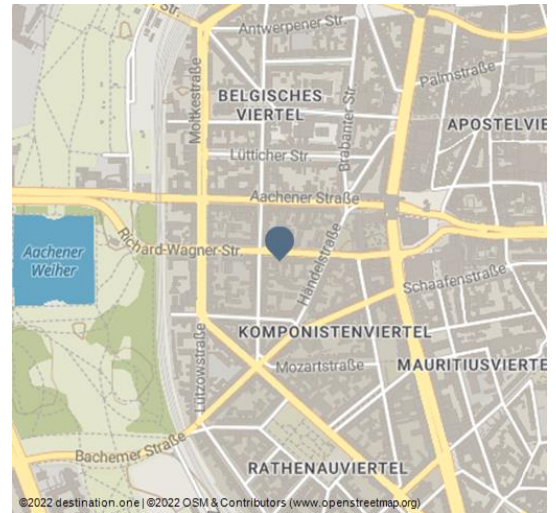 Str.
Antwerpener Str.
Moltkestraße
Palmstraße
BELGISCHES
VIERTEL
Brabanter Str.
APOSTELVIE
Lütticher Str.
Aachener Straße
Richard-Wagner-Str.
Aachener
Weiher
Händelstraße
Schaafenstraße
KOMPONISTENVIERTEL
Lützowstraße
Mozartstraße
MAURITIUSVIERTE
Bachemer Straße
RATHENAUVIERTEL
©2022 destination.one | ©2022 OSM & Contributors (www.openstreetmap.org)